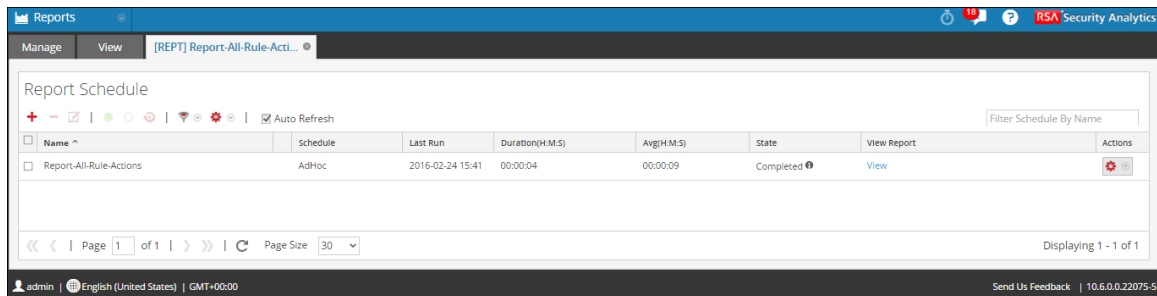 Reports
18
?
RSA Security Analytics
Manage View [REPT] Report-All-Rule-Acti...
Report Schedule
Auto Refresh
Filter Schedule By Name
Name ^ Schedule Last Run Duration(H:M:S) Avg(H:M:S) State View Report Actions
Report-All-Rule-Actions AdHoc 2016-02-24 15:41 00:00:04 00:00:09 Completed View
Page 1 of 1 Page Size 30 Displaying 1 - 1 of 1
admin | English (United States) | GMT+00:00 Send Us Feedback | 10.6.0.0.22075-5